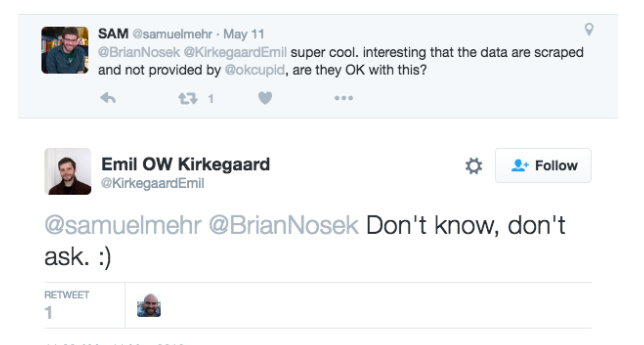 SAM @samuelmehr · May 11
@BrianNosek @KirkegaardEmil super cool. interesting that the data are scraped
and not provided by @okcupid, are they OK with this?
1
Emil OW Kirkegaard
@KirkegaardEmil
Follow
@samuelmehr @BrianNosek Don't know, don't
ask. :)
RETWEET
1